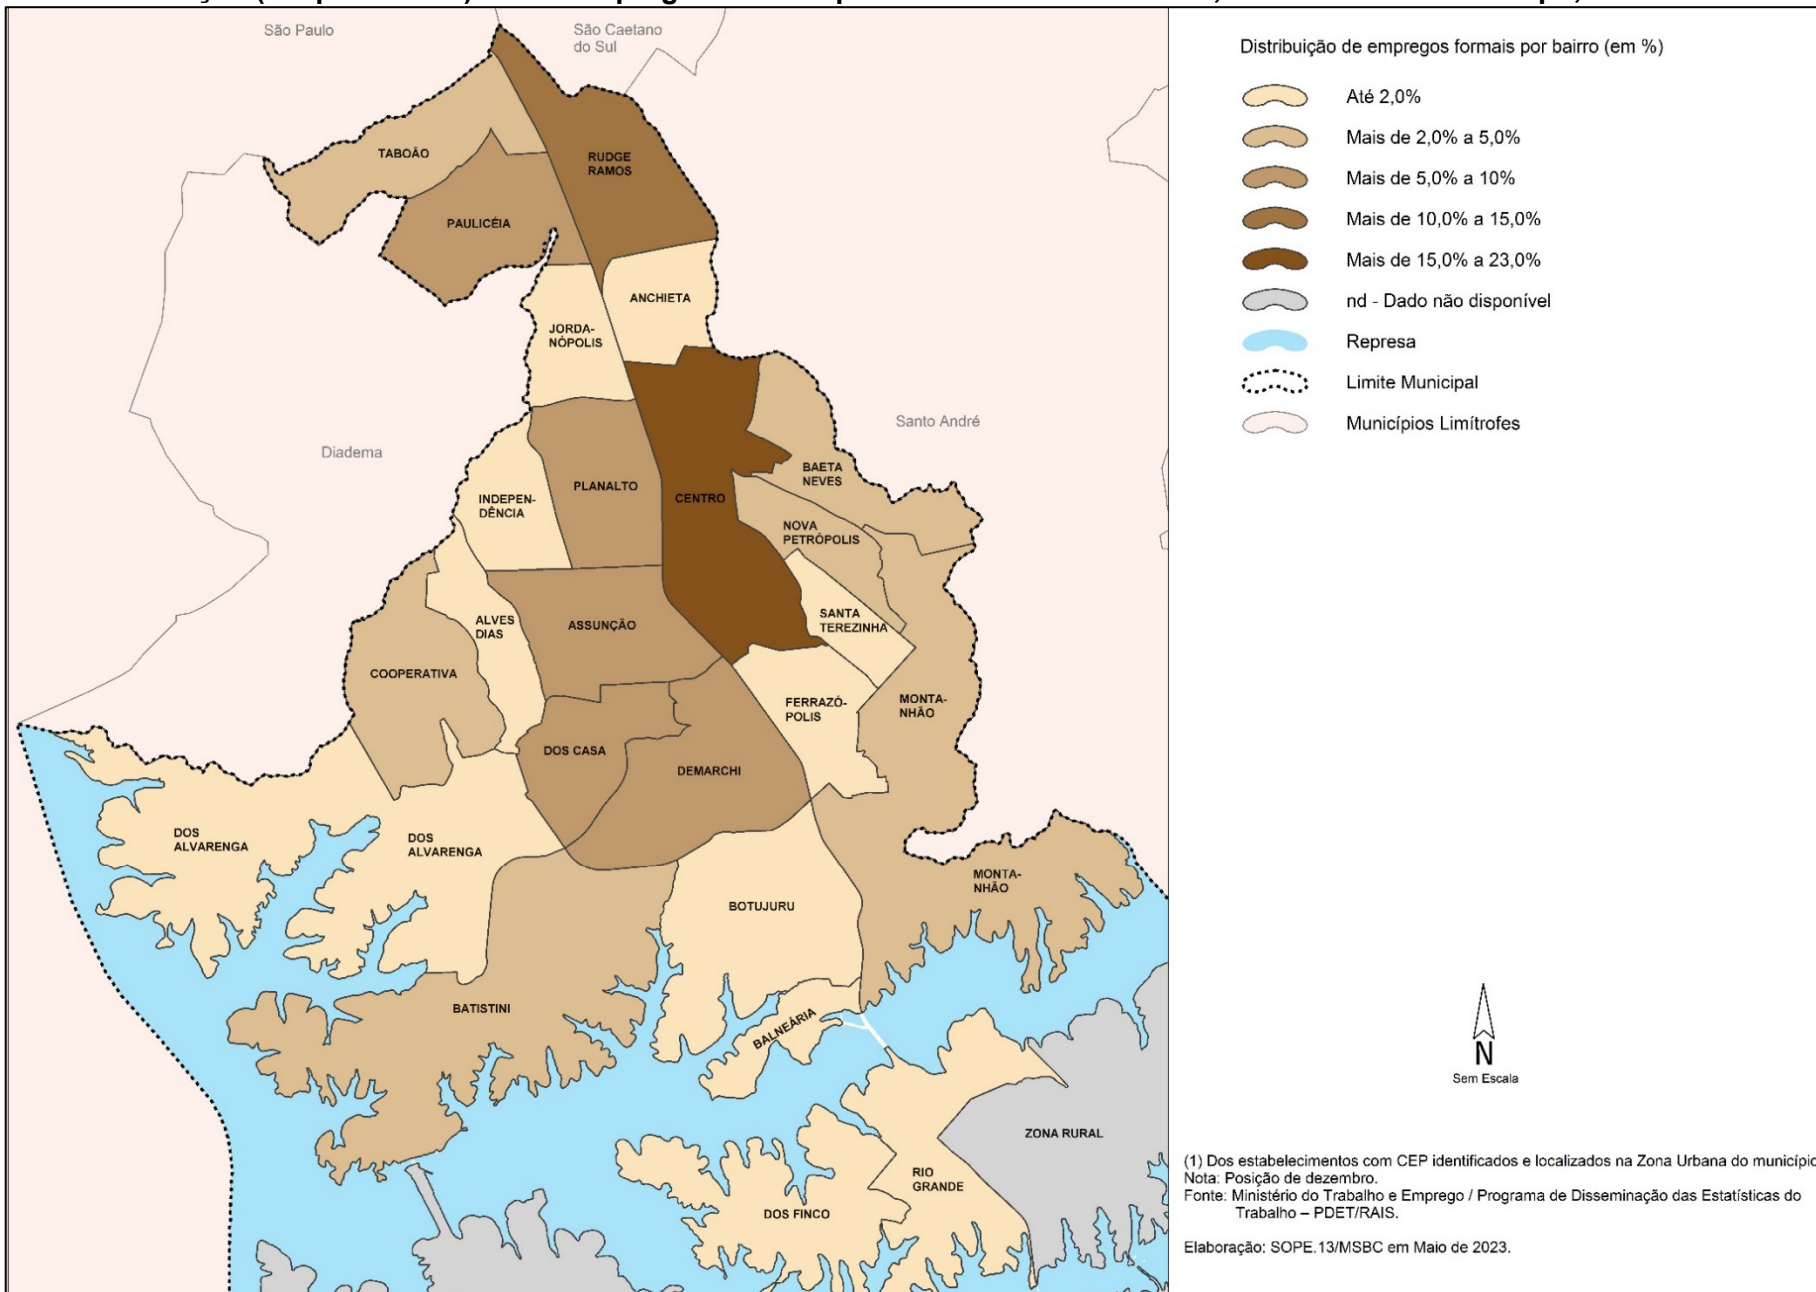 São Paulo
São Caetano
do Sul
TABOÃO
RUDGE
RAMOS
PAULICÉIA
ANCHIETA
JORDA-
NÓPOLIS
Santo André
Diadema
BAETA
NEVES
PLANALTO
INDEPEN-
DÊNCIA
CENTRO
NOVA
PETRÓPOLIS
SANTA
TEREZINHA
ALVES
DIAS
ASSUNÇÃO
COOPERATIVA
FERRAZÓ-
POLIS
MONTA-
NHÃO
DOS CASA
DEMARCHI
DOS
ALVARENGA
DOS
ALVARENGA
MONTA-
NHÃO
BOTUJURU
BATISTINI
BALNEÁRIA
ZONA RURAL
RIO
GRANDE
DOS FINCO
Distribuição de empregos formais por bairro (em %)
Até 2,0%
Mais de 2,0% a 5,0%
Mais de 5,0% a 10%
Mais de 10,0% a 15,0%
Mais de 15,0% a 23,0%
nd - Dado não disponível
Represa
Limite Municipal
Municípios Limítrofes
N
Sem Escala
(1) Dos estabelecimentos com CEP identificados e localizados na Zona Urbana do município
Nota: Posição de dezembro.
Fonte: Ministério do Trabalho e Emprego / Programa de Disseminação das Estatísticas do
Trabalho – PDET/RAIS.
Elaboração: SOPE.13/MSBC em Maio de 2023.